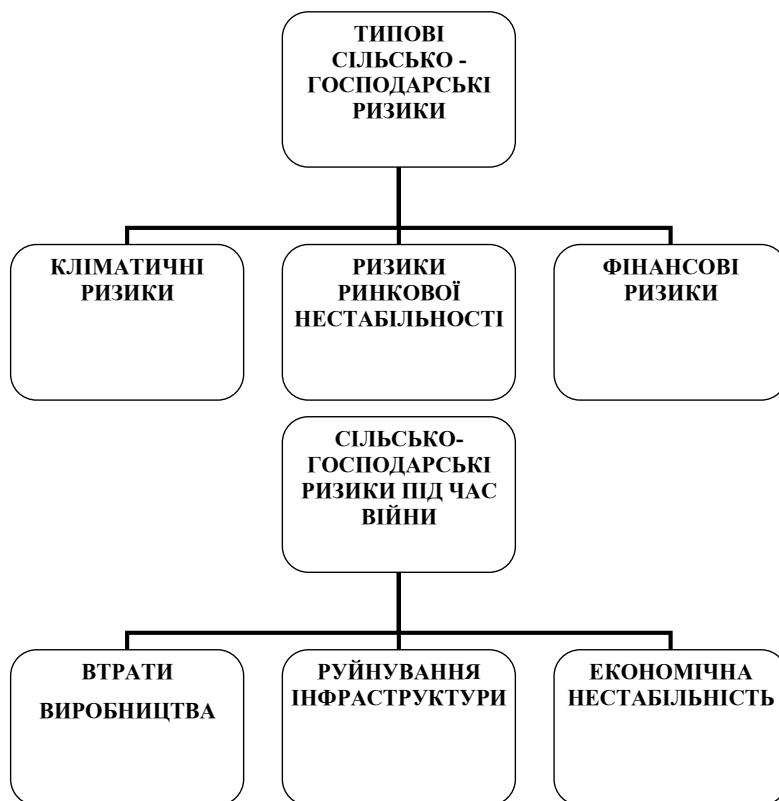 ТИПОВІ
СІЛЬСЬКО -
ГОСПОДАРСЬКІ
РИЗИКИ
КЛІМАТИЧНІ
РИЗИКИ
РИЗИКИ
РИНКОВОЇ
НЕСТАБІЛЬНОСТІ
ФІНАНСОВІ
РИЗИКИ
СІЛЬСЬКО-
ГОСПОДАРСЬКІ
РИЗИКИ ПІД ЧАС
ВІЙНИ
ВТРАТИ
ВИРОБНИЦТВА
РУЙНУВАННЯ
ІНФРАСТРУКТУРИ
ЕКОНОМІЧНА
НЕСТАБІЛЬНІСТЬ